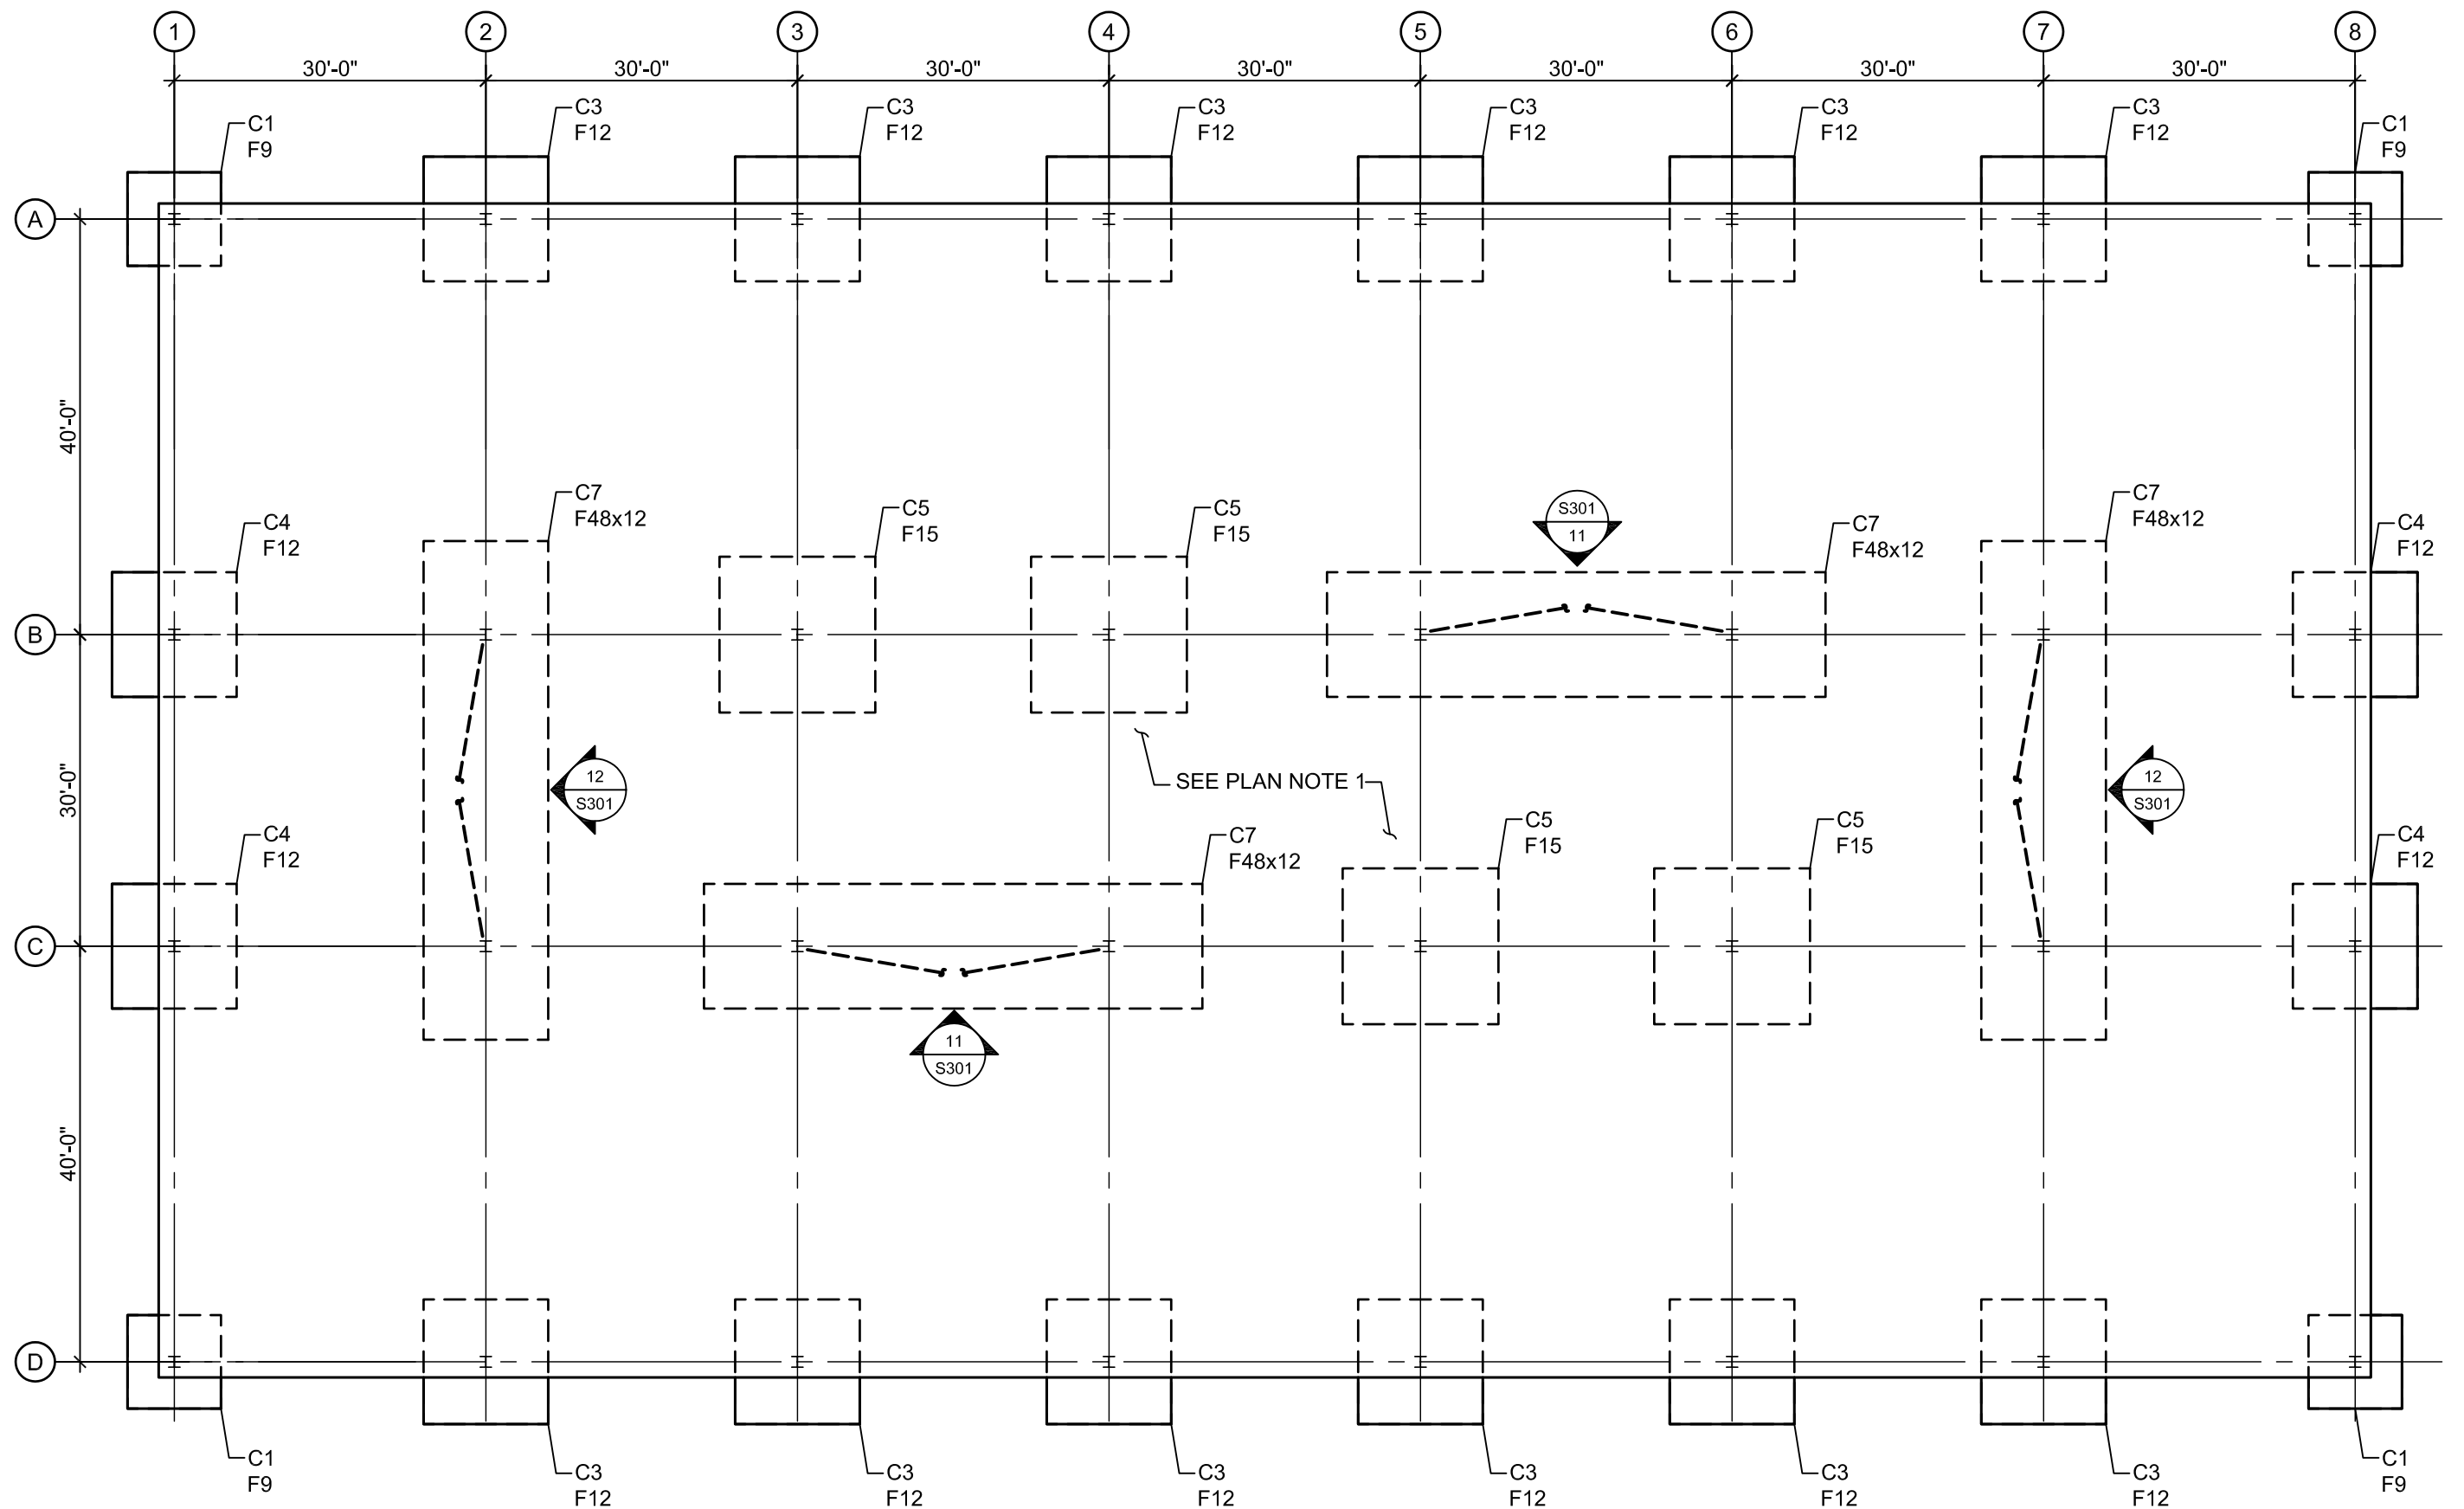 1 2 3 4 5 6 7 8
30'-0" 30'-0" 30'-0" 30'-0" 30'-0" 30'-0" 30'-0"
C1
F9
C3
F12
C3
F12
C3
F12
C3
F12
C3
F12
C3
F12
C1
F9
A
40'-0"
C4
F12
C7
F48x12
C5
F15
C5
F15
S301
11
C7
F48x12
C7
F48x12
C4
F12
B
30'-0"
12
S301
SEE PLAN NOTE 1
12
S301
C4
F12
C7
F48x12
C5
F15
C5
F15
C4
F12
C
11
S301
40'-0"
D
C1
F9
C3
F12
C3
F12
C3
F12
C3
F12
C3
F12
C3
F12
C1
F9